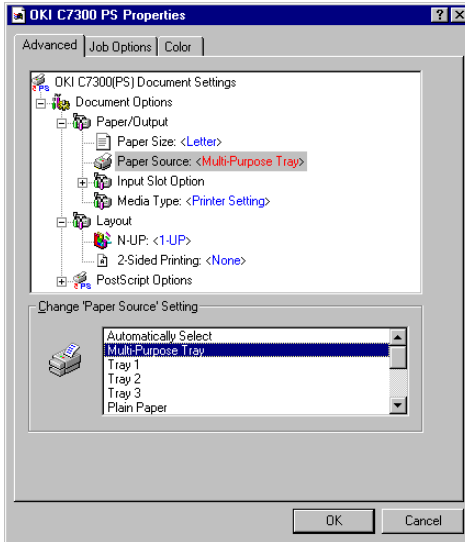 OKI C7300 PS Properties
Advanced Job Options Color
OKI C7300(PS) Document Settings
Document Options
Paper/Output
Paper Size: <Letter>
Paper Source: <Multi-Purpose Tray>
Input Slot Option
Media Type: <Printer Setting>
Layout
N-UP: <1-UP>
2-Sided Printing: <None>
PostScript Options
Change 'Paper Source' Setting
Automatically Select
Multi-Purpose Tray
Tray 1
Tray 2
Tray 3
Plain Paper
OK Cancel